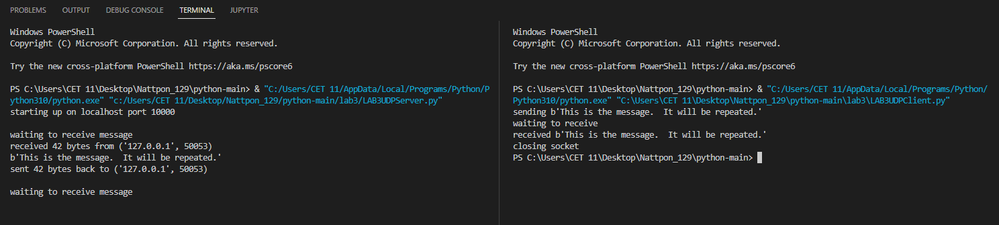 PROBLEMS OUTPUT DEBUG CONSOLE TERMINAL JUPYTER
Windows PowerShell
Copyright (C) Microsoft Corporation. All rights reserved.
Try the new cross-platform PowerShell https://aka.ms/pscore6
PS C:\Users\CET 11\Desktop\Nattpon_129\python-main> & "C:/Users/CET 11/AppData/Local/Programs/Python/P
ython310/python.exe" "c:/Users/CET 11/Desktop/Nattpon_129/python-main/lab3/LAB3UDPServer.py"
starting up on localhost port 10000
waiting to receive message
received 42 bytes from ('127.0.0.1', 50053)
b'This is the message.  It will be repeated.'
sent 42 bytes back to ('127.0.0.1', 50053)
waiting to receive message
Windows PowerShell
Copyright (C) Microsoft Corporation. All rights reserved.
Try the new cross-platform PowerShell https://aka.ms/pscore6
PS C:\Users\CET 11\Desktop\Nattpon_129\python-main> & "C:/Users/CET 11/AppData/Local/Programs/Python/
Python310/python.exe" "C:\Users\CET 11\Desktop\Nattpon_129\python-main\lab3\LAB3UDPClient.py"
sending b'This is the message.  It will be repeated.'
waiting to receive
received b'This is the message.  It will be repeated.'
closing socket
PS C:\Users\CET 11\Desktop\Nattpon_129\python-main>